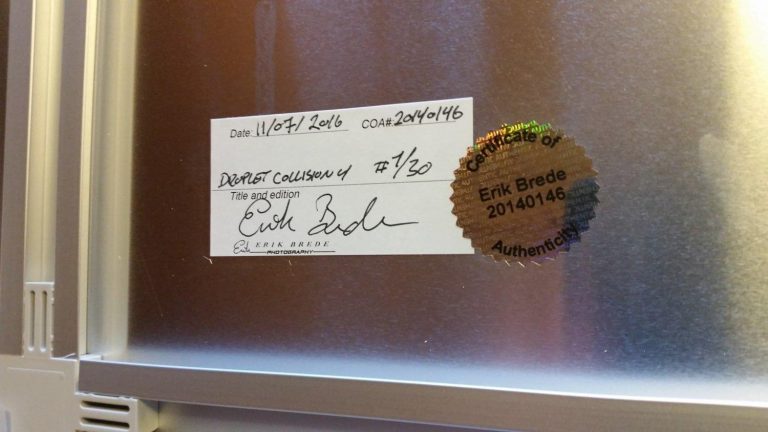 Date: 11/07/2016 COA# 20140146
DROPLET COLLISION 4 #1/30
Title and edition
Erik Brede
Erik ERIK BREDE
PHOTOGRAPHY
Certificate of
Erik Brede
20140146
Authenticity